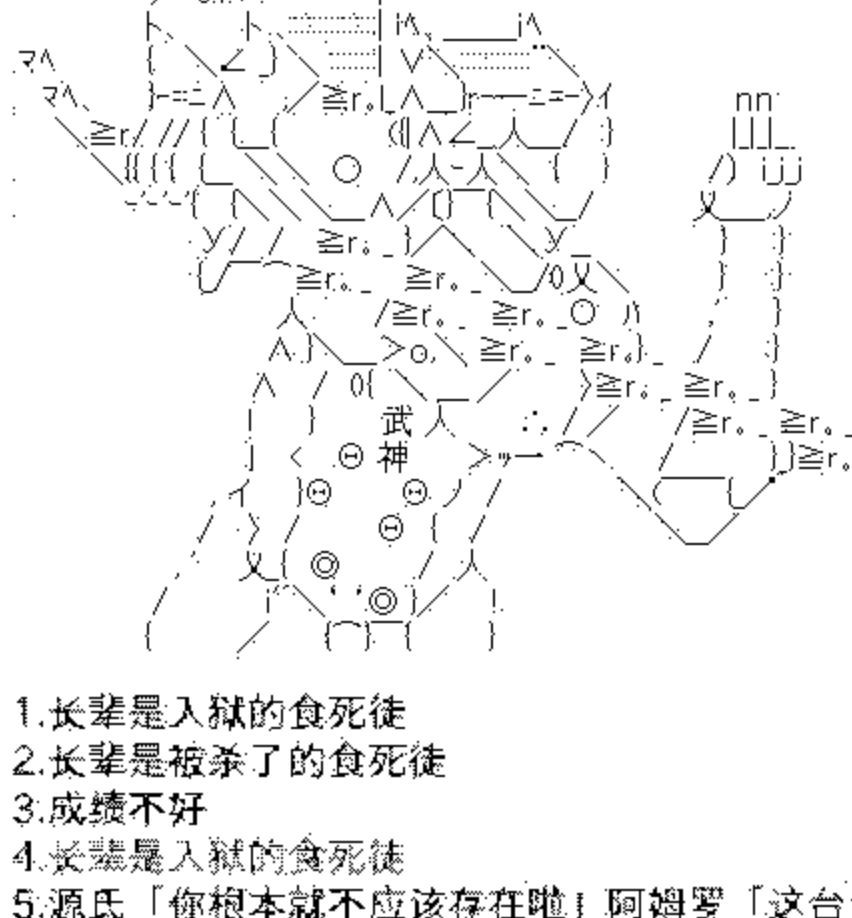 武
神
1.长辈是入狱的食死徒
2.长辈是被杀了的食死徒
3.成绩不好
4.长辈是入狱的食死徒
5.源氏「你根本就不应该存在啦！阿姆罗「这台